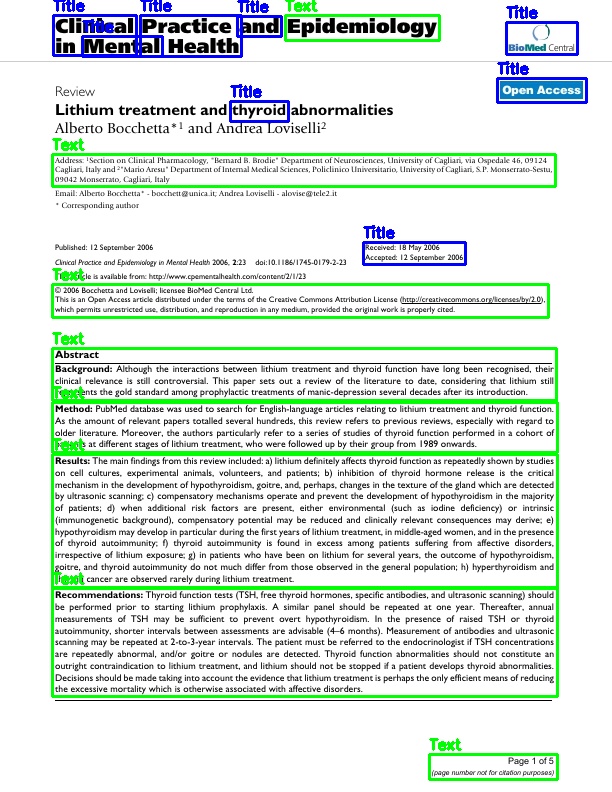 Title Title Title Text Title
Clinical Practice and Epidemiology
Title
in Mental Health
BioMed Central
Title
Open Access
Review
Title
Lithium treatment and thyroid abnormalities
Alberto Bocchetta*1 and Andrea Loviselli2
Text
Address: 1Section on Clinical Pharmacology, "Bernard B. Brodie" Department of Neurosciences, University of Cagliari, via Ospedale 46, 09124
Cagliari, Italy and 2"Mario Aresu" Department of Internal Medical Sciences, Policlinico Universitario, University of Cagliari, S.P. Monserrato-Sestu,
09042 Monserrato, Cagliari, Italy
Email: Alberto Bocchetta* - bocchett@unica.it; Andrea Loviselli - alovise@tele2.it
* Corresponding author
Title
Published: 12 September 2006
Received: 18 May 2006
Accepted: 12 September 2006
Clinical Practice and Epidemiology in Mental Health 2006, 2:23 doi:10.1186/1745-0179-2-23
Text
article is available from: http://www.cpementalhealth.com/content/2/1/23
© 2006 Bocchetta and Loviselli; licensee BioMed Central Ltd.
This is an Open Access article distributed under the terms of the Creative Commons Attribution License (http://creativecommons.org/licenses/by/2.0),
which permits unrestricted use, distribution, and reproduction in any medium, provided the original work is properly cited.
Text
Abstract
Background: Although the interactions between lithium treatment and thyroid function have long been recognised, their
clinical relevance is still controversial. This paper sets out a review of the literature to date, considering that lithium still
Text
represents the gold standard among prophylactic treatments of manic-depression several decades after its introduction.
Method: PubMed database was used to search for English-language articles relating to lithium treatment and thyroid function.
As the amount of relevant papers totalled several hundreds, this review refers to previous reviews, especially with regard to
older literature. Moreover, the authors particularly refer to a series of studies of thyroid function performed in a cohort of
Text
patients at different stages of lithium treatment, who were followed up by their group from 1989 onwards.
Results: The main findings from this review included: a) lithium definitely affects thyroid function as repeatedly shown by studies
on cell cultures, experimental animals, volunteers, and patients; b) inhibition of thyroid hormone release is the critical
mechanism in the development of hypothyroidism, goitre, and, perhaps, changes in the texture of the gland which are detected
by ultrasonic scanning; c) compensatory mechanisms operate and prevent the development of hypothyroidism in the majority
of patients; d) when additional risk factors are present, either environmental (such as iodine deficiency) or intrinsic
(immunogenetic background), compensatory potential may be reduced and clinically relevant consequences may derive; e)
hypothyroidism may develop in particular during the first years of lithium treatment, in middle-aged women, and in the presence
of thyroid autoimmunity; f) thyroid autoimmunity is found in excess among patients suffering from affective disorders,
irrespective of lithium exposure; g) in patients who have been on lithium for several years, the outcome of hypothyroidism,
goitre, and thyroid autoimmunity do not much differ from those observed in the general population; h) hyperthyroidism and
Text
cancer are observed rarely during lithium treatment.
Recommendations: Thyroid function tests (TSH, free thyroid hormones, specific antibodies, and ultrasonic scanning) should
be performed prior to starting lithium prophylaxis. A similar panel should be repeated at one year. Thereafter, annual
measurements of TSH may be sufficient to prevent overt hypothyroidism. In the presence of raised TSH or thyroid
autoimmunity, shorter intervals between assessments are advisable (4–6 months). Measurement of antibodies and ultrasonic
scanning may be repeated at 2-to-3-year intervals. The patient must be referred to the endocrinologist if TSH concentrations
are repeatedly abnormal, and/or goitre or nodules are detected. Thyroid function abnormalities should not constitute an
outright contraindication to lithium treatment, and lithium should not be stopped if a patient develops thyroid abnormalities.
Decisions should be made taking into account the evidence that lithium treatment is perhaps the only efficient means of reducing
the excessive mortality which is otherwise associated with affective disorders.
Text
Page 1 of 5
(page number not for citation purposes)